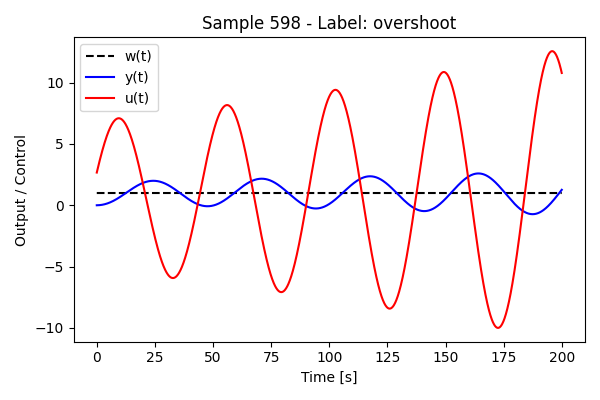 Sample 598 - Label: overshoot
w(t)
y(t)
u(t)
Output / Control
10
5
0
−5
−10
0
25
50
75
100
125
150
175
200
Time [s]